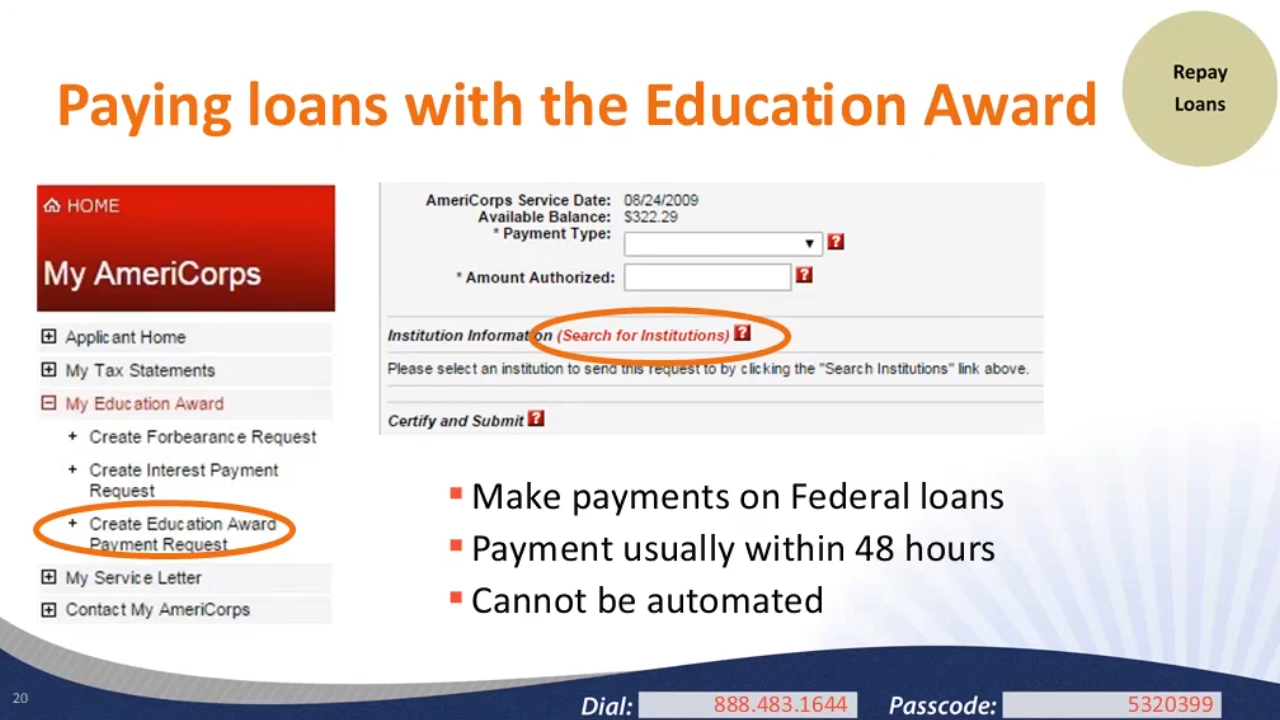 Paying loans with the Education Award
Repay
Loans
HOME
My AmeriCorps
Applicant Home
My Tax Statements
My Education Award
Create Forbearance Request
Create Interest Payment
Request
Create Education Award
Payment Request
My Service Letter
Contact My AmeriCorps
AmeriCorps Service Date: 08/24/2009
Available Balance: $322.29
* Payment Type: ?
* Amount Authorized: ?
Institution Information (Search for Institutions) ?
Please select an institution to send this request to by clicking the "Search Institutions" link above.
Certify and Submit ?
Make payments on Federal loans
Payment usually within 48 hours
Cannot be automated
20
Dial: 888.483.1644 Passcode: 5320399